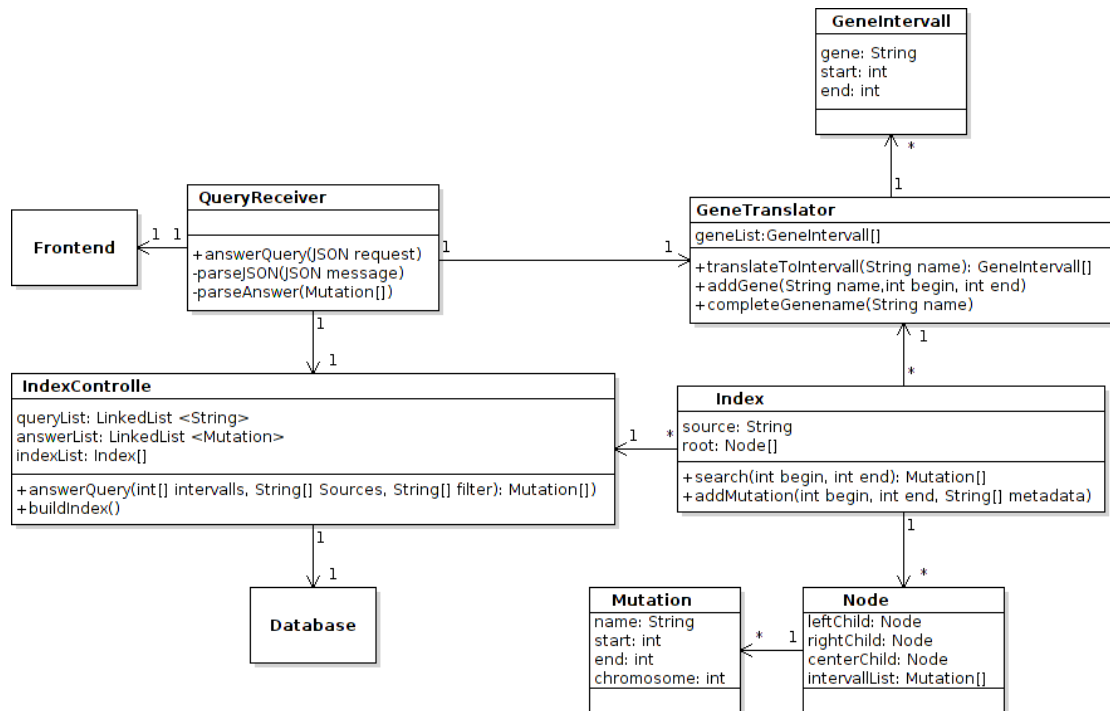 GeneIntervall
gene: String
start: int
end: int
*
1
QueryReceiver
+answerQuery(JSON request)
-parseJSON(JSON message)
-parseAnswer(Mutation[])
Frontend
1 1
1
1
GeneTranslator
geneList:GeneIntervall[]
+translateToIntervall(String name): GeneIntervall[]
+addGene(String name,int begin, int end)
+completeGenename(String name)
1
1
1
*
IndexControlle
queryList: LinkedList <String>
answerList: LinkedList <Mutation>
indexList: Index[]
+answerQuery(int[] intervalls, String[] Sources, String[] filter): Mutation[])
+buildIndex()
1 *
Index
source: String
root: Node[]
+search(int begin, int end): Mutation[]
+addMutation(int begin, int end, String[] metadata)
1
1
1
*
Database
Mutation
name: String
start: int
end: int
chromosome: int
* 1
Node
leftChild: Node
rightChild: Node
centerChild: Node
intervallList: Mutation[]